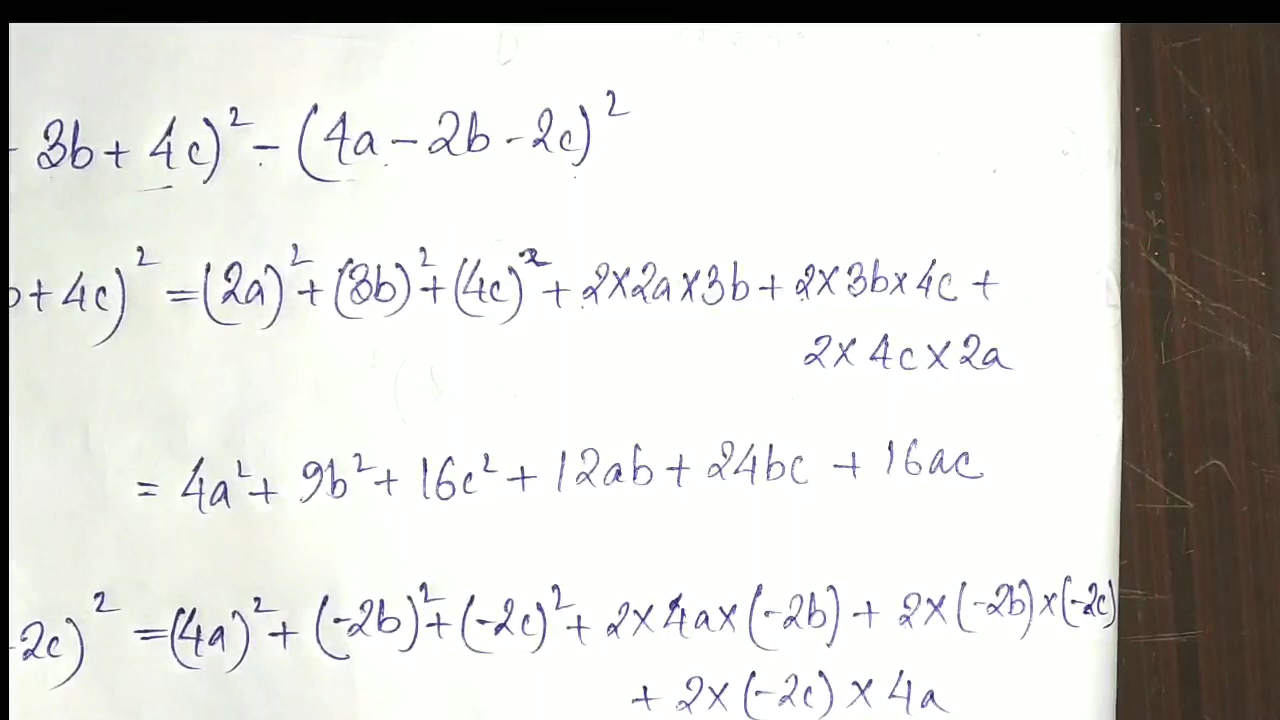 - 3b + 4c)² - (4a - 2b - 2c)²
b + 4c)² = (2a)² + (3b)² + (4c)² + 2×2a×3b + 2×3b×4c +
2×4c×2a
= 4a² + 9b² + 16c² + 12ab + 24bc + 16ac
-2c)² = (4a)² + (-2b)² + (-2c)² + 2×4a×(-2b) + 2×(-2b)×(-2c)
+ 2×(-2c)×4a